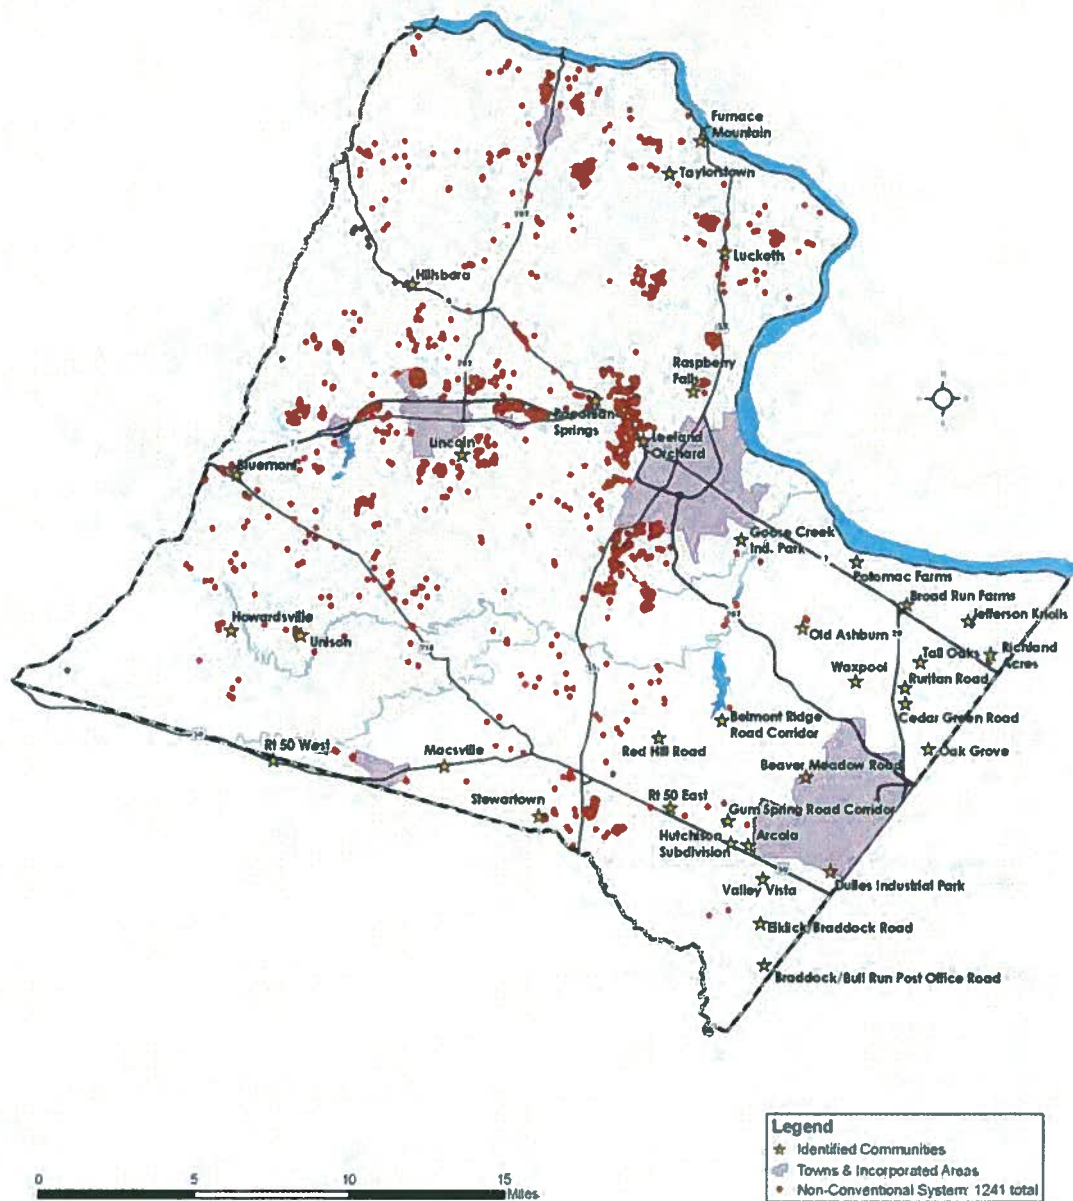 Furnace
Mountain
Taylorstown
Lucketts
Hillsboro
Raspberry
Falls
Paeonian
Springs
Leeland
Orchard
Lincoln
Bluemont
7
Goose Creek
Ind. Park
Potomac Farms
7
Broad Run Farms
Jefferson Knolls
Howardsville
Unison
Old Ashburn
Tall Oaks
Richland
Acres
Waxpool
Ruritan Road
Cedar Green Road
Belmont Ridge
Road Corridor
Red Hill Road
Oak Grove
Rt 50 West
Macsville
Beaver Meadow Road
Stewartown
Rt 50 East
Gum Spring Road Corridor
Hutchison
Subdivision
Arcola
Valley Vista
Dulles Industrial Park
Elklick/Braddock Road
Braddock/Bull Run Post Office Road
Legend
Identified Communities
Towns & Incorporated Areas
Non-Conventional System: 1241 total
0 5 10 15
Miles